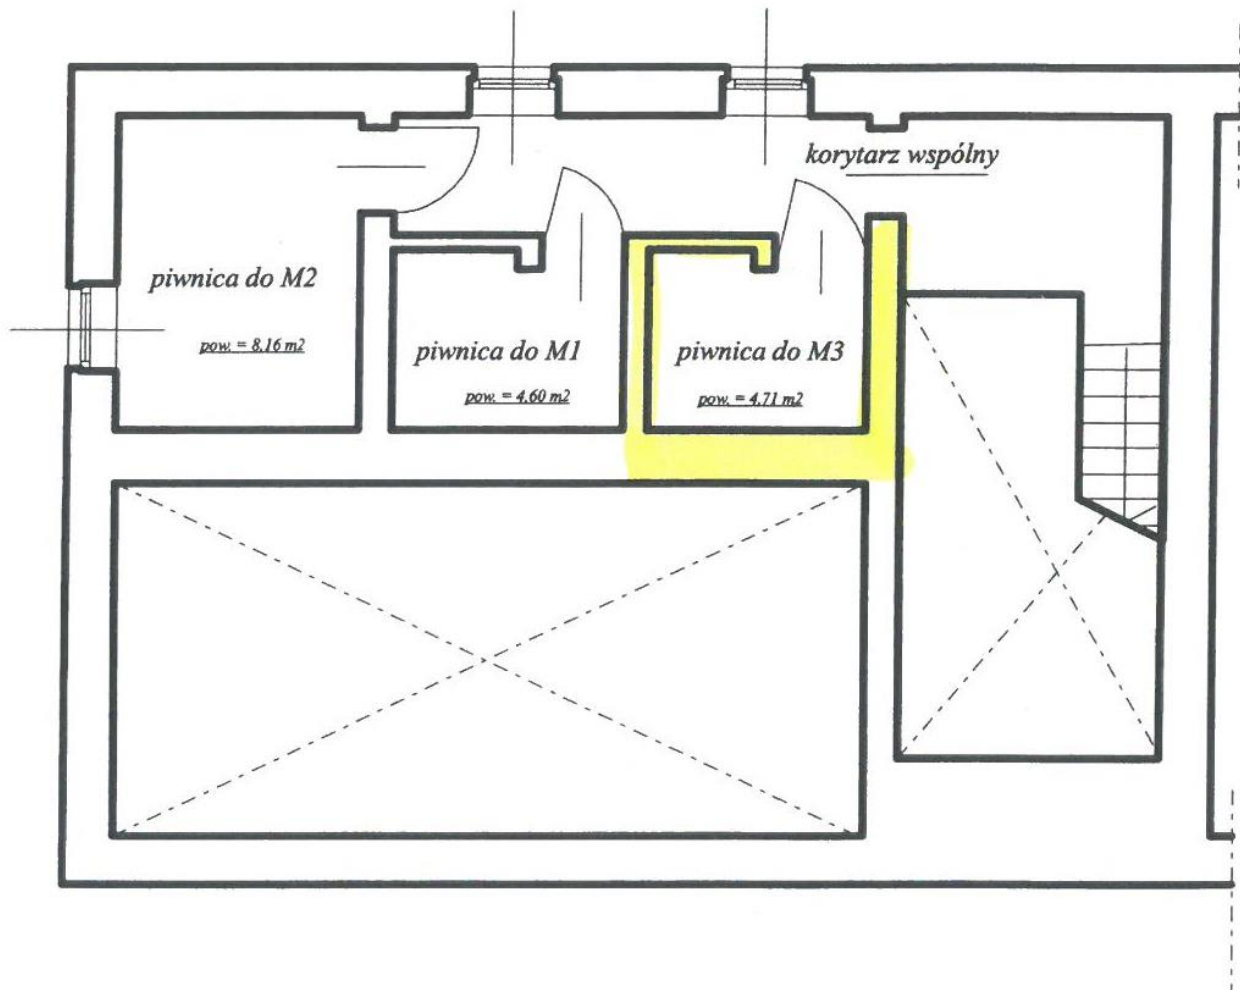 korytarz wspólny
piwnica do M2
pow. = 8.16 m2
piwnica do M1
pow. = 4.60 m2
piwnica do M3
pow. = 4.71 m2